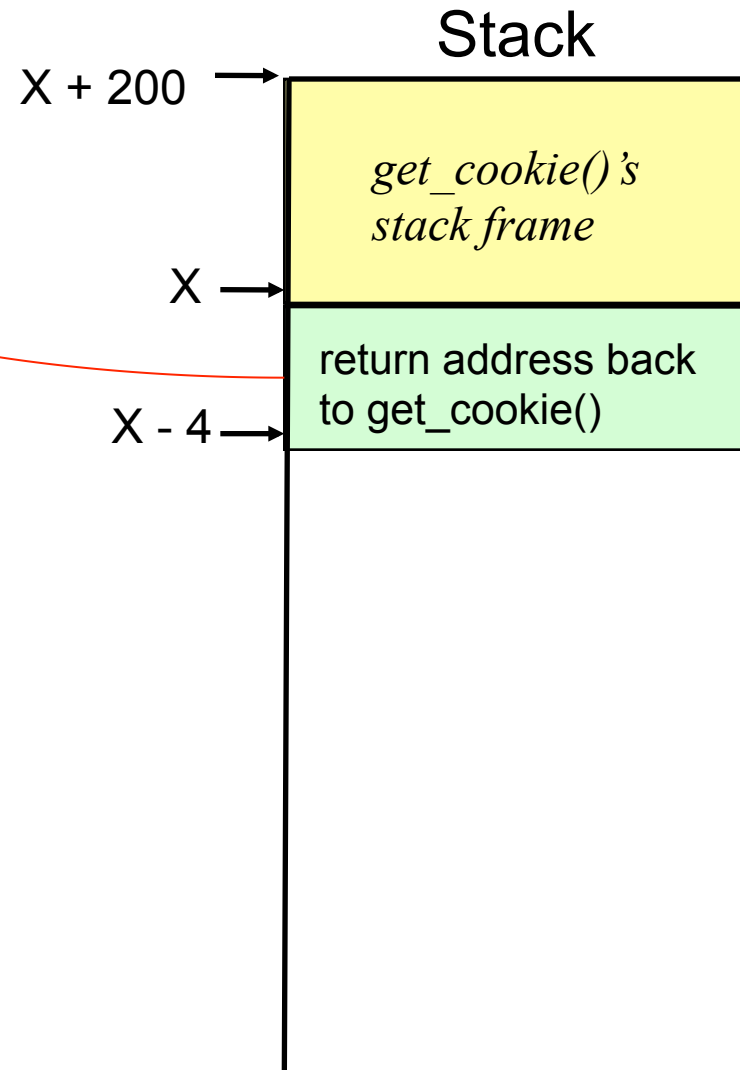 Stack
X + 200
get_cookie()’s
stack frame
X
return address back
to get_cookie()
X - 4